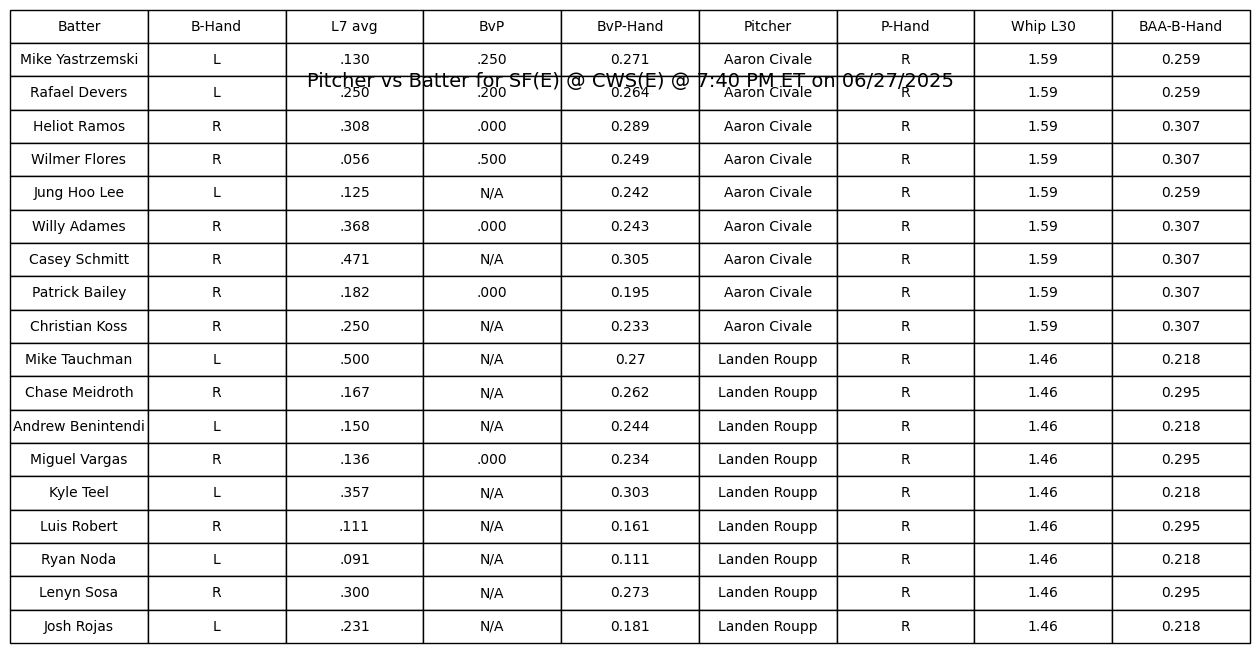 Batter B-Hand L7 avg BvP BvP-Hand Pitcher P-Hand Whip L30 BAA-B-Hand
Mike Yastrzemski L .130 .250 0.271 Aaron Civale R 1.59 0.259
Pitcher vs Batter for SF(E) @ CWS(E) @ 7:40 PM ET on 06/27/2025
Rafael Devers L .250 .200 0.264 Aaron Civale R 1.59 0.259
Heliot Ramos R .308 .000 0.289 Aaron Civale R 1.59 0.307
Wilmer Flores R .056 .500 0.249 Aaron Civale R 1.59 0.307
Jung Hoo Lee L .125 N/A 0.242 Aaron Civale R 1.59 0.259
Willy Adames R .368 .000 0.243 Aaron Civale R 1.59 0.307
Casey Schmitt R .471 N/A 0.305 Aaron Civale R 1.59 0.307
Patrick Bailey R .182 .000 0.195 Aaron Civale R 1.59 0.307
Christian Koss R .250 N/A 0.233 Aaron Civale R 1.59 0.307
Mike Tauchman L .500 N/A 0.27 Landen Roupp R 1.46 0.218
Chase Meidroth R .167 N/A 0.262 Landen Roupp R 1.46 0.295
Andrew Benintendi L .150 N/A 0.244 Landen Roupp R 1.46 0.218
Miguel Vargas R .136 .000 0.234 Landen Roupp R 1.46 0.295
Kyle Teel L .357 N/A 0.303 Landen Roupp R 1.46 0.218
Luis Robert R .111 N/A 0.161 Landen Roupp R 1.46 0.295
Ryan Noda L .091 N/A 0.111 Landen Roupp R 1.46 0.218
Lenyn Sosa R .300 N/A 0.273 Landen Roupp R 1.46 0.295
Josh Rojas L .231 N/A 0.181 Landen Roupp R 1.46 0.218